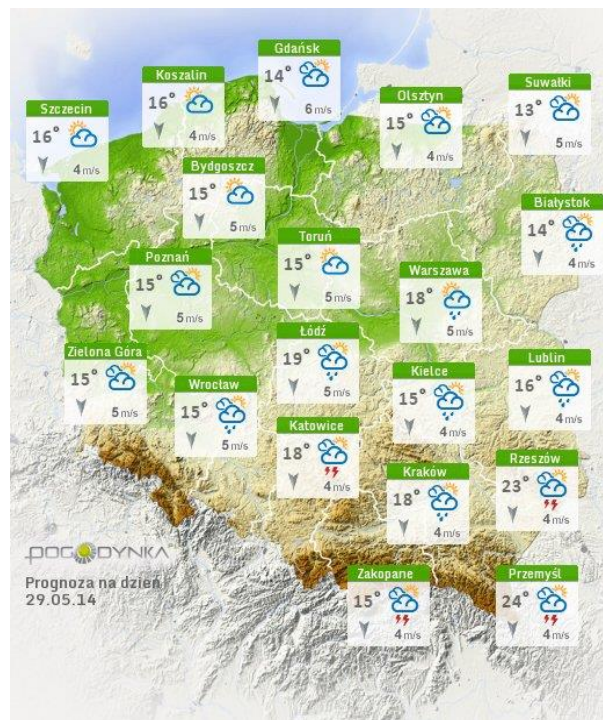 Gdańsk
14°
6 m/s
Koszalin
16°
4 m/s
Suwałki
13°
5 m/s
Olsztyn
15°
4 m/s
Szczecin
16°
4 m/s
Bydgoszcz
15°
5 m/s
Białystok
14°
4 m/s
Toruń
15°
5 m/s
Poznań
15°
5 m/s
Warszawa
18°
5 m/s
Łódź
19°
5 m/s
Zielona Góra
15°
5 m/s
Lublin
16°
4 m/s
Kielce
15°
4 m/s
Wrocław
15°
5 m/s
Katowice
18°
4 m/s
Rzeszów
23°
4 m/s
Kraków
18°
4 m/s
POGODYNKA
Prognoza na dzień
29.05.14
Zakopane
15°
4 m/s
Przemyśl
24°
4 m/s